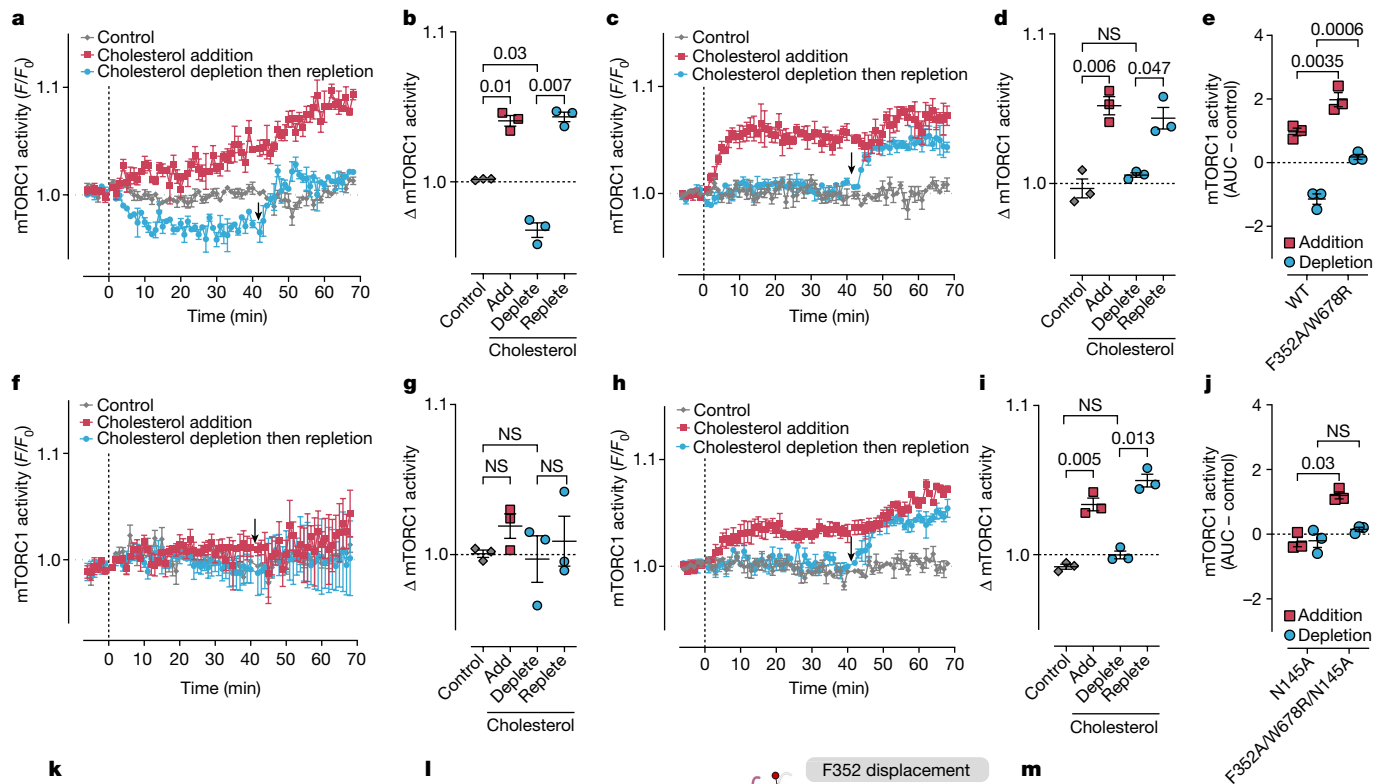 a
Control
Cholesterol addition
Cholesterol depletion then repletion
mTORC1 activity (F/F0)
1.1
1.0
0 10 20 30 40 50 60 70
Time (min)
b
1.1
0.03
0.01
0.007
Δ mTORC1 activity
1.0
Control
Add
Deplete
Replete
Cholesterol
c
Control
Cholesterol addition
Cholesterol depletion then repletion
mTORC1 activity (F/F0)
1.1
1.0
0 10 20 30 40 50 60 70
Time (min)
d
1.1
NS
0.006
0.047
Δ mTORC1 activity
1.0
Control
Add
Deplete
Replete
Cholesterol
e
4
2
0
−2
0.0006
0.0035
mTORC1 activity
(AUC – control)
Addition
Depletion
WT
F352A/W678R
f
Control
Cholesterol addition
Cholesterol depletion then repletion
mTORC1 activity (F/F0)
1.1
1.0
0 10 20 30 40 50 60 70
Time (min)
g
1.1
NS
NS
NS
Δ mTORC1 activity
1.0
Control
Add
Deplete
Replete
Cholesterol
h
Control
Cholesterol addition
Cholesterol depletion then repletion
mTORC1 activity (F/F0)
1.1
1.0
0 10 20 30 40 50 60 70
Time (min)
i
1.1
NS
0.005
0.013
Δ mTORC1 activity
1.0
Control
Add
Deplete
Replete
Cholesterol
j
4
2
0
−2
NS
0.03
mTORC1 activity
(AUC – control)
Addition
Depletion
N145A
F352A/W678R/N145A
k
l
F352 displacement
m